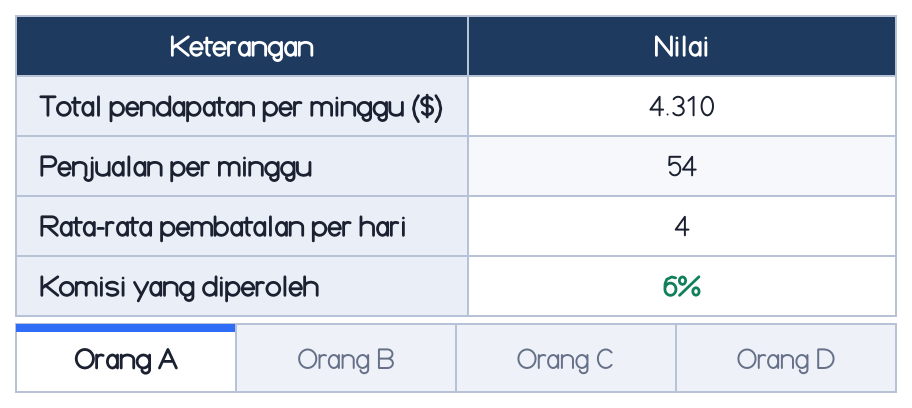 Keterangan Nilai
Total pendapatan per minggu ($) 4.310
Penjualan per minggu 54
Rata-rata pembatalan per hari 4
Komisi yang diperoleh 6%
Orang A Orang B Orang C Orang D